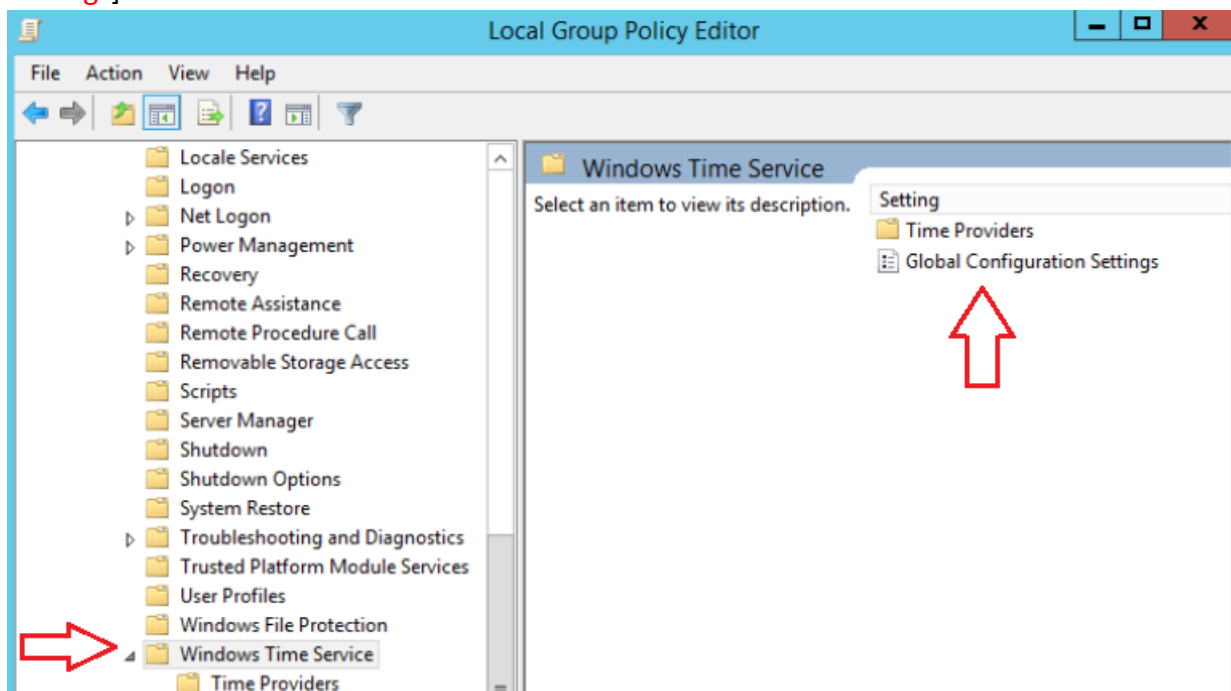 Local Group Policy Editor
File Action View Help
Locale Services
Logon
Net Logon
Power Management
Recovery
Remote Assistance
Remote Procedure Call
Removable Storage Access
Scripts
Server Manager
Shutdown
Shutdown Options
System Restore
Troubleshooting and Diagnostics
Trusted Platform Module Services
User Profiles
Windows File Protection
Windows Time Service
Time Providers
Windows Time Service
Select an item to view its description.
Setting
Time Providers
Global Configuration Settings